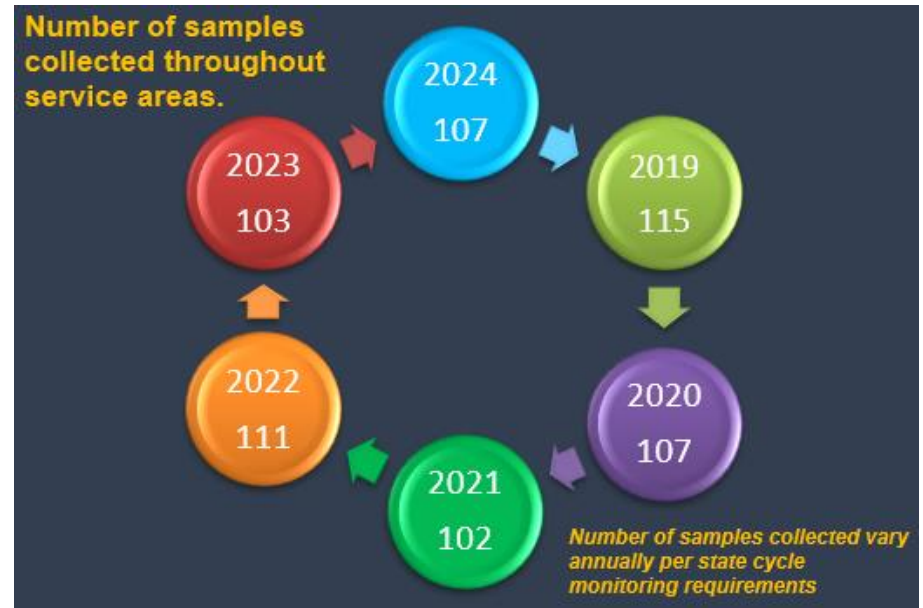 Number of samples
collected throughout
service areas.
2024
107
2019
115
2020
107
2021
102
2022
111
2023
103
Number of samples collected vary
annually per state cycle
monitoring requirements